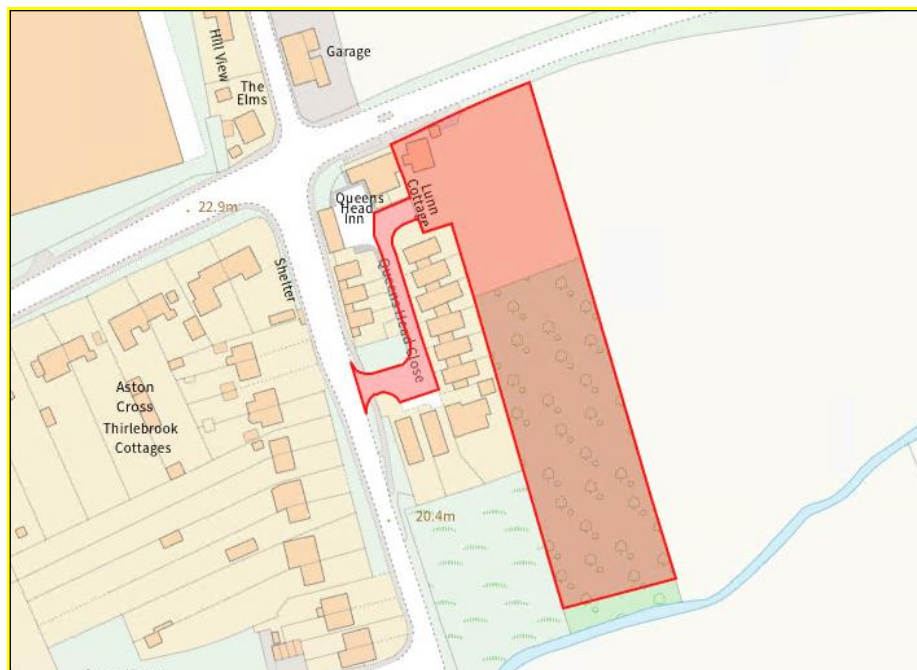 Hill View
Garage
The
Elms
Lunn
Cottage
Queens
Head
Inn
22.9m
Shelter
Queens Head Close
Aston
Cross
Thirlebrook
Cottages
20.4m